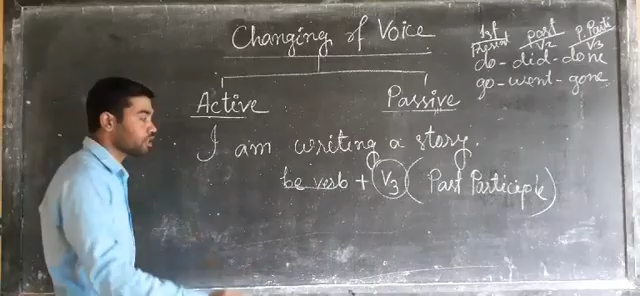 Changing of Voice
Active Passive
I am writing a story.
be verb + V3 (Past Participle)
Present past P. Parti
V2 V3
do - did - done
go - went - gone